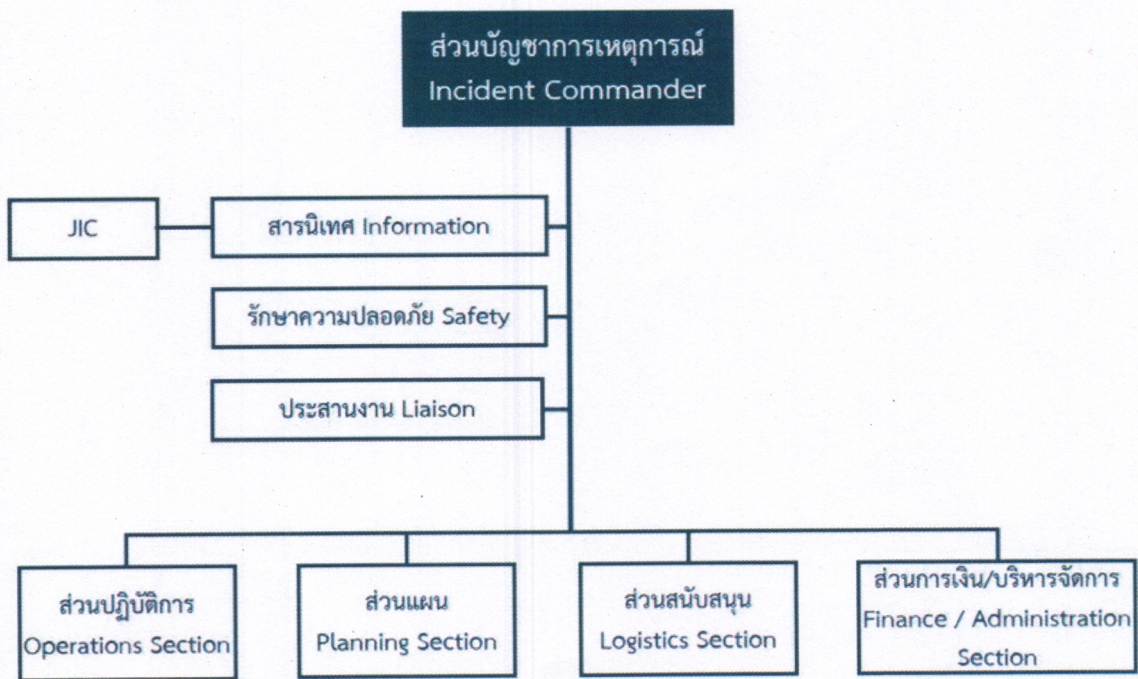 ส่วนบัญชาการเหตุการณ์
Incident Commander
JIC
สารนิเทศ Information
รักษาความปลอดภัย Safety
ประสานงาน Liaison
ส่วนปฏิบัติการ
Operations Section
ส่วนแผน
Planning Section
ส่วนสนับสนุน
Logistics Section
ส่วนการเงิน/บริหารจัดการ
Finance / Administration
Section